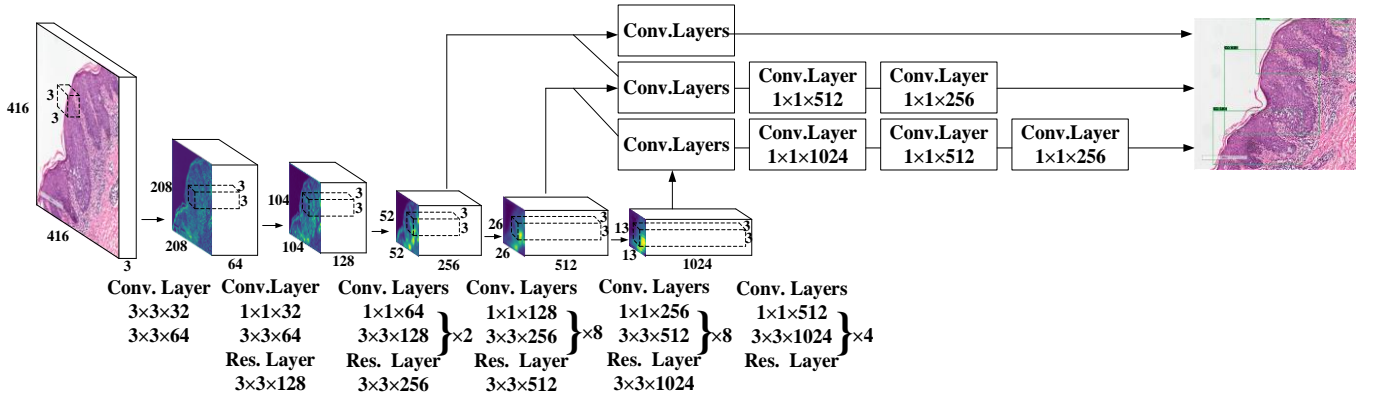 Conv.Layers
Conv.Layers
Conv.Layer
1×1×512
Conv.Layer
1×1×256
Conv.Layers
Conv.Layer
1×1×1024
Conv.Layer
1×1×512
Conv.Layer
1×1×256
416
3
3
416
3
208
3
3
208
64
104
3
3
104
128
52
3
3
52
256
26
3
3
26
512
13
3
3
13
1024
Conv. Layer
3×3×32
3×3×64
Conv.Layer
1×1×32
3×3×64
Res. Layer
3×3×128
Conv. Layers
1×1×64
3×3×128
}×2
Res. Layer
3×3×256
Conv. Layers
1×1×128
3×3×256
}×8
Res. Layer
3×3×512
Conv. Layers
1×1×256
3×3×512
}×8
Res. Layer
3×3×1024
Conv. Layers
1×1×512
3×3×1024
}×4
Res. Layer